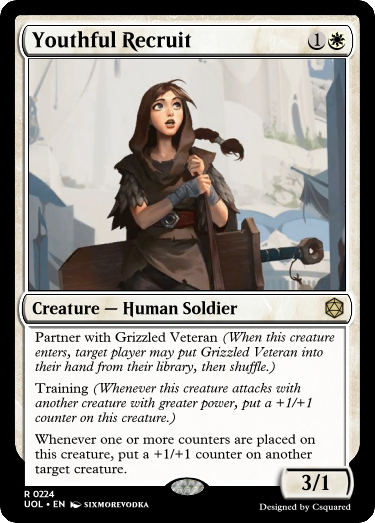 Youthful Recruit 1
Creature — Human Soldier
Partner with Grizzled Veteran (When this creature
enters, target player may put Grizzled Veteran into
their hand from their library, then shuffle.)
Training (Whenever this creature attacks with
another creature with greater power, put a +1/+1
counter on this creature.)
Whenever one or more counters are placed on
this creature, put a +1/+1 counter on another
target creature.
3/1
R 0224
UOL • EN SIXMOREVODKA
Designed by Csquared